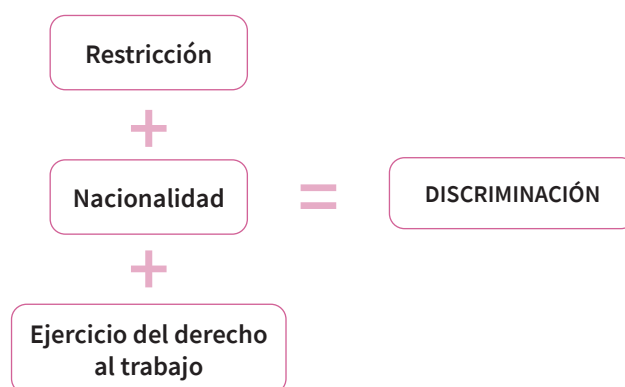 Restricción
+
Nacionalidad
=
DISCRIMINACIÓN
+
Ejercicio del derecho
al trabajo